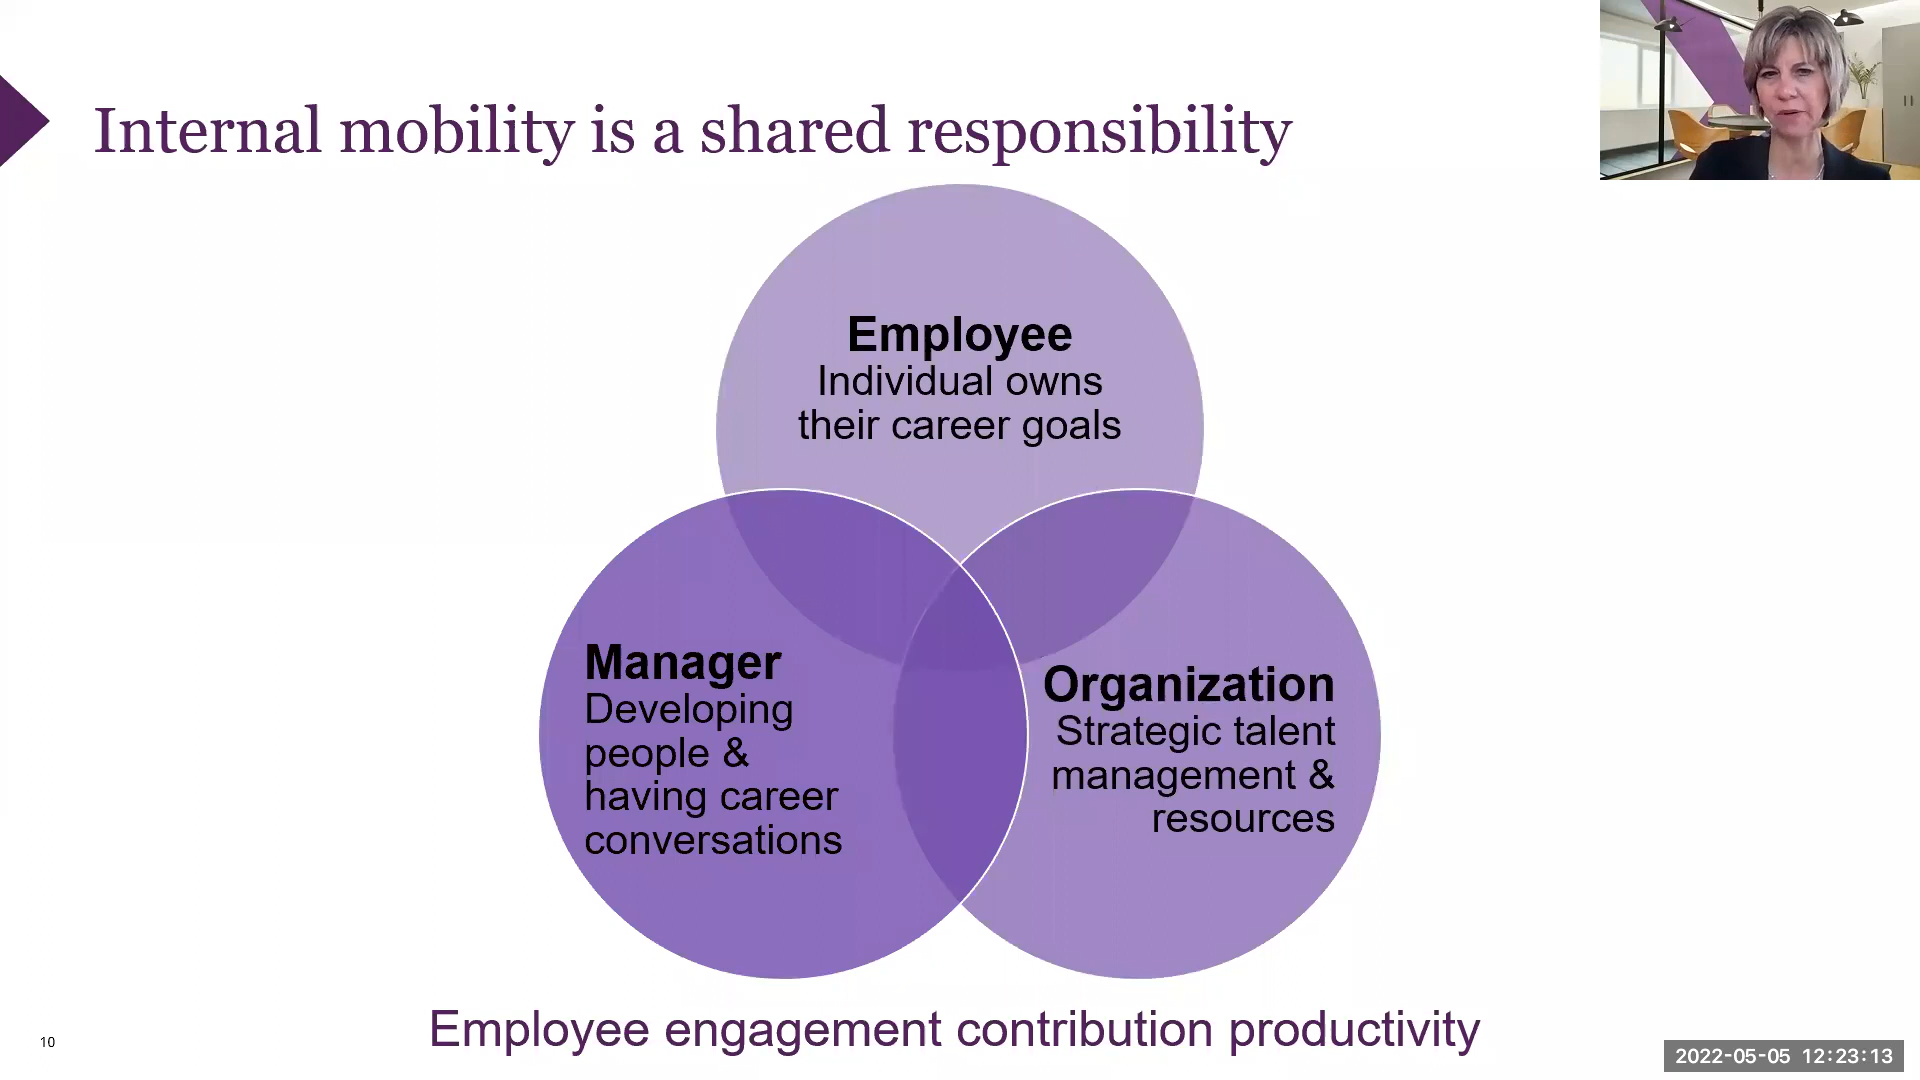 Internal mobility is a shared responsibility
Employee
Individual owns
their career goals
Manager
Developing
people &
having career
conversations
Organization
Strategic talent
management &
resources
Employee engagement contribution productivity
10
2022-05-05 12:23:13